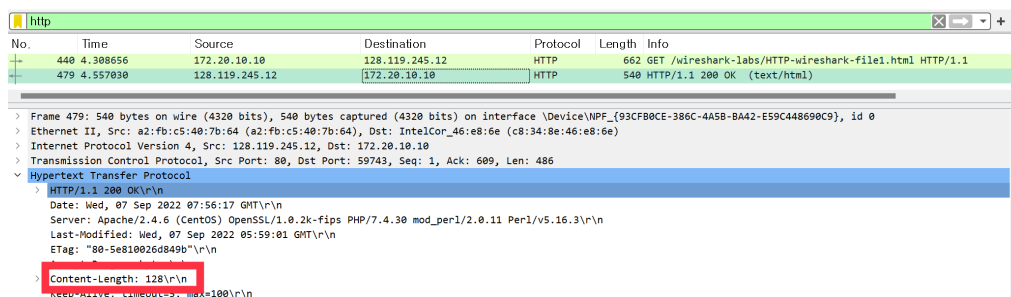 http
No. Time Source Destination Protocol Length Info
440 4.308656 172.20.10.10 128.119.245.12 HTTP 662 GET /wireshark-labs/HTTP-wireshark-file1.html HTTP/1.1
479 4.557030 128.119.245.12 172.20.10.10 HTTP 540 HTTP/1.1 200 OK (text/html)
Frame 479: 540 bytes on wire (4320 bits), 540 bytes captured (4320 bits) on interface \Device\NPF_{93CFB0CE-386C-4A5B-BA42-E59C448690C9}, id 0
Ethernet II, Src: a2:fb:c5:40:7b:64 (a2:fb:c5:40:7b:64), Dst: IntelCor_46:e8:6e (c8:34:8e:46:e8:6e)
Internet Protocol Version 4, Src: 128.119.245.12, Dst: 172.20.10.10
Transmission Control Protocol, Src Port: 80, Dst Port: 59743, Seq: 1, Ack: 609, Len: 486
Hypertext Transfer Protocol
HTTP/1.1 200 OK\r\n
Date: Wed, 07 Sep 2022 07:56:17 GMT\r\n
Server: Apache/2.4.6 (CentOS) OpenSSL/1.0.2k-fips PHP/7.4.30 mod_perl/2.0.11 Perl/v5.16.3\r\n
Last-Modified: Wed, 07 Sep 2022 05:59:01 GMT\r\n
ETag: "80-5e810026d849b"\r\n
Content-Length: 128\r\n
Keep-Alive: timeout=5, max=100\r\n